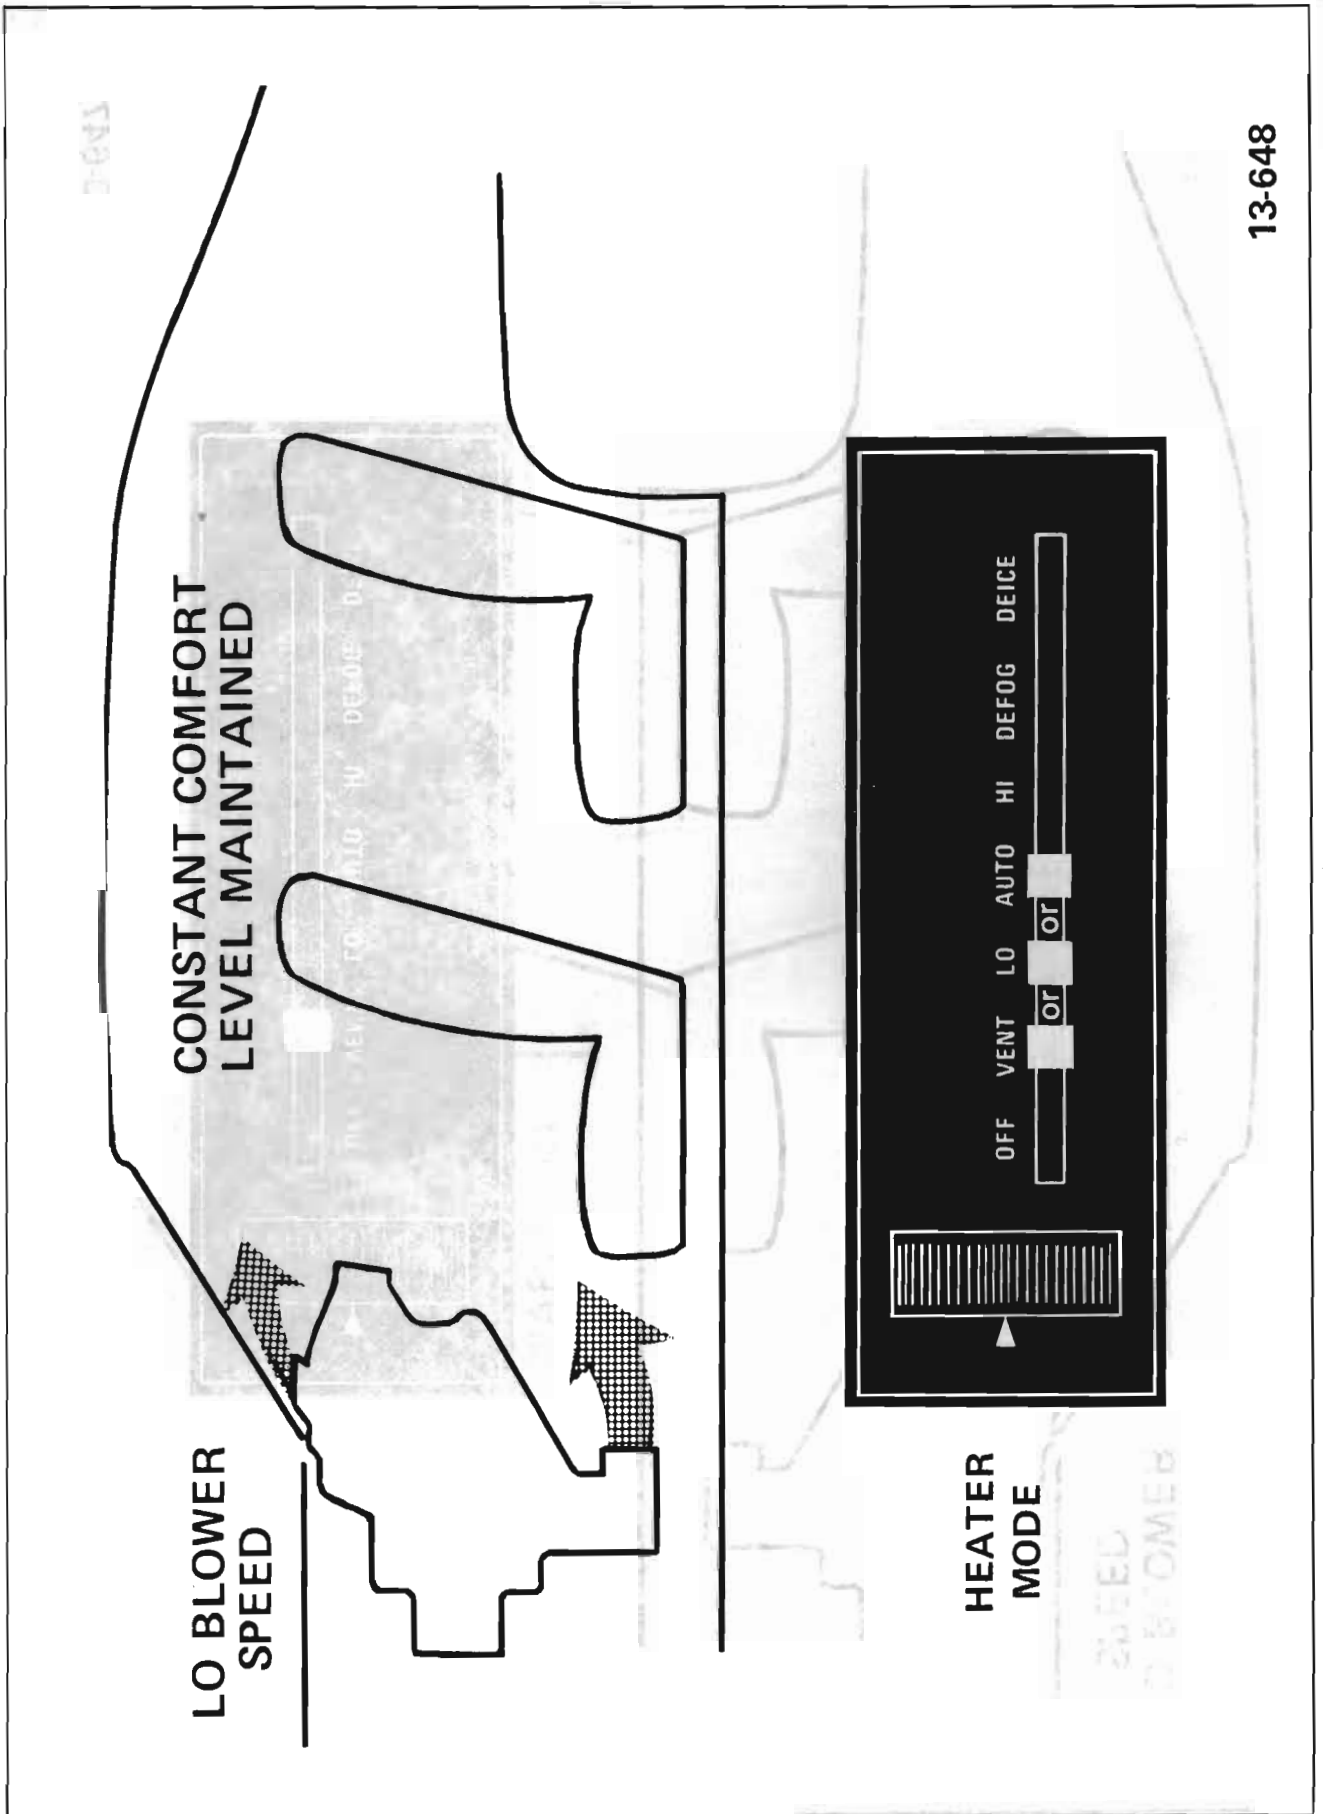 CONSTANT COMFORT
LEVEL MAINTAINED
LO BLOWER
SPEED
HEATER
MODE
OFF VENT LO AUTO HI DEFOG DEICE
or or
13-648